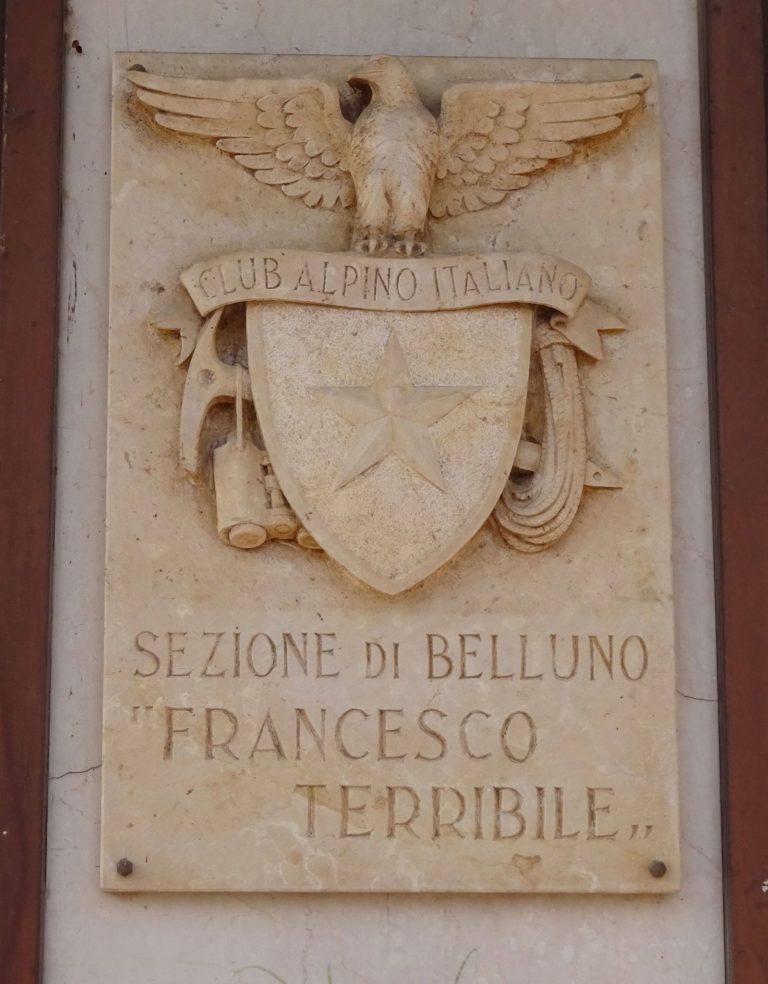 CLUB ALPINO ITALIANO
SEZIONE DI BELLUNO
"FRANCESCO
TERRIBILE„